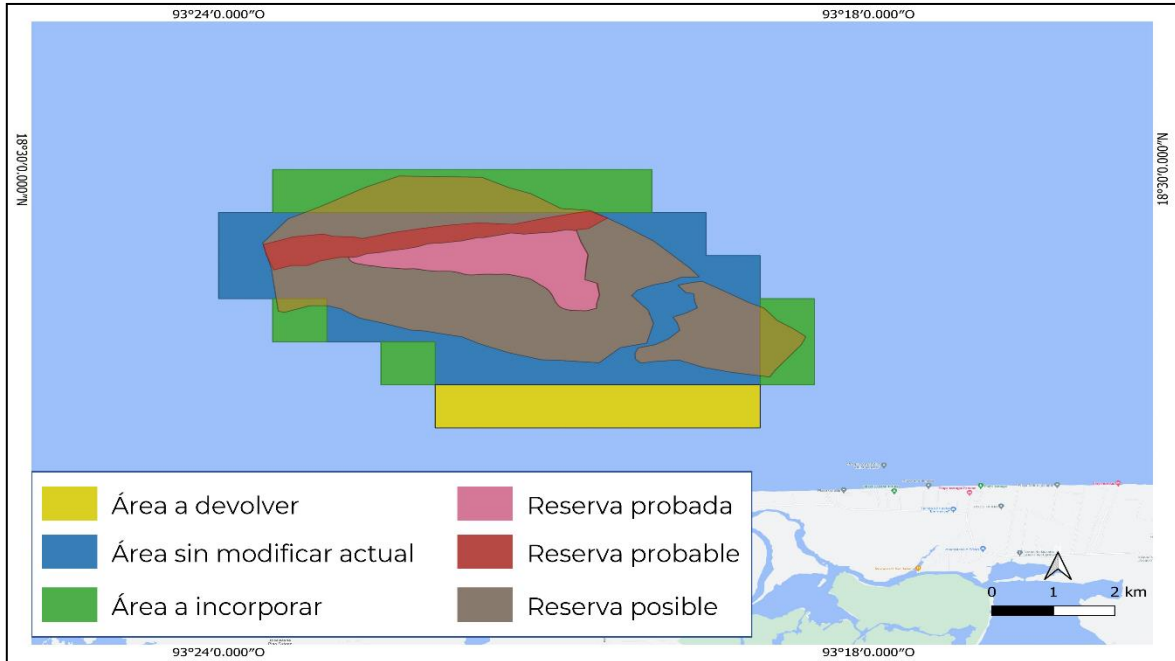 93°24′0.000″O
93°18′0.000″O
18°30′0.000″N
18°30′0.000″N
Área a devolver
Área sin modificar actual
Área a incorporar
Reserva probada
Reserva probable
Reserva posible
0 1 2 km
93°24′0.000″O
93°18′0.000″O